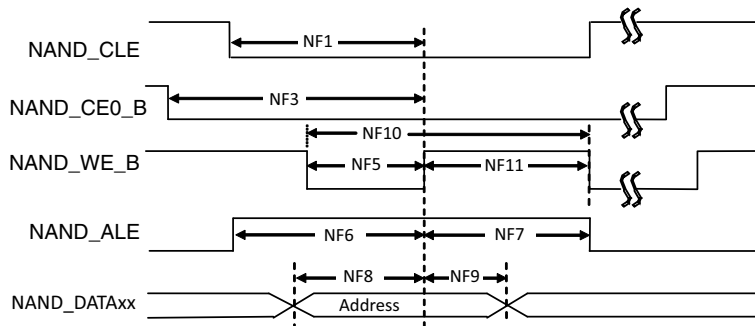 NF1
NAND_CLE
NF3
NAND_CE0_B
NF10
NAND_WE_B
NF5
NF11
NAND_ALE
NF6
NF7
NF8
NF9
NAND_DATAxx
Address